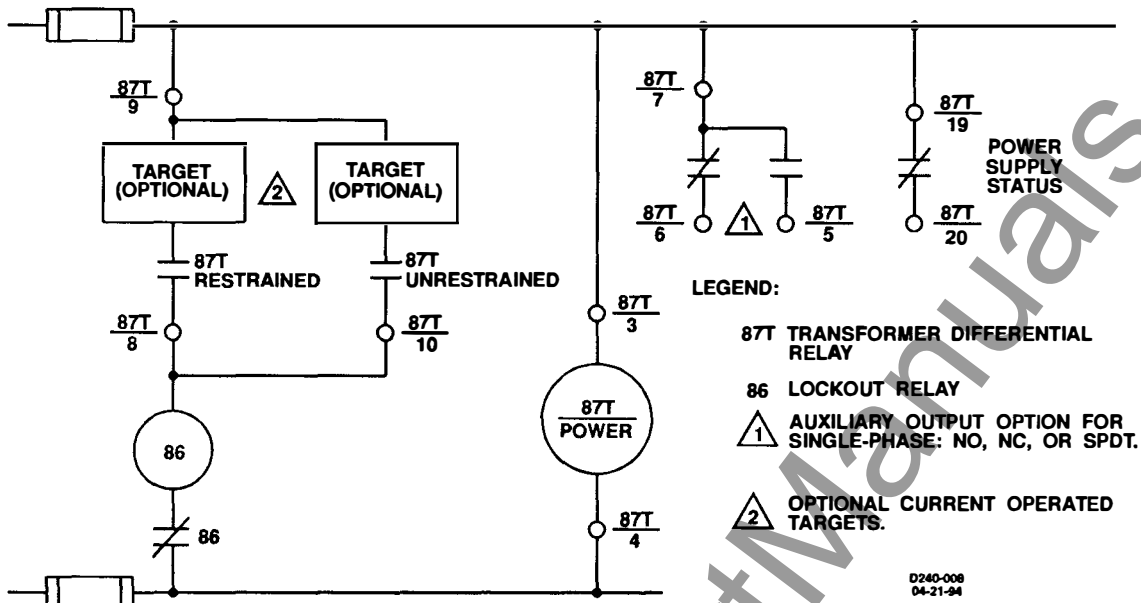 87T
9
TARGET
(OPTIONAL)
2
TARGET
(OPTIONAL)
87T
RESTRAINED
87T
UNRESTRAINED
87T
8
87T
10
86
86
87T
3
87T
POWER
87T
4
87T
7
87T
6
1
87T
5
87T
19
POWER
SUPPLY
STATUS
87T
20
LEGEND:
87T TRANSFORMER DIFFERENTIAL
RELAY
86 LOCKOUT RELAY
1 AUXILIARY OUTPUT OPTION FOR
SINGLE-PHASE: NO, NC, OR SPDT.
2 OPTIONAL CURRENT OPERATED
TARGETS.
D240-008
04-21-94
tManuals